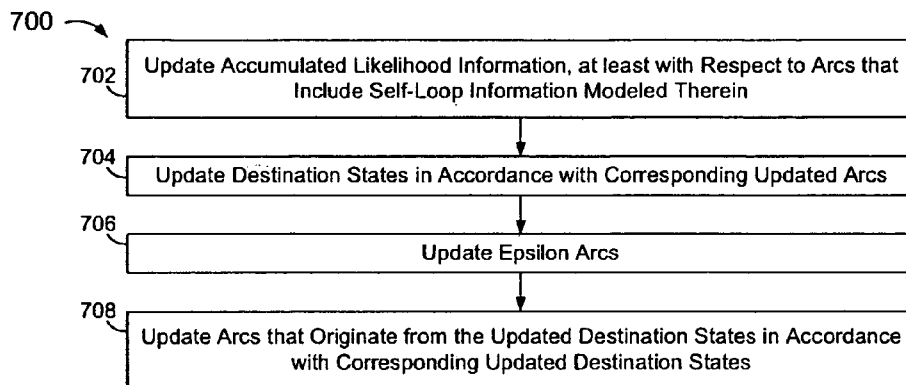 700
702
Update Accumulated Likelihood Information, at least with Respect to Arcs that
Include Self-Loop Information Modeled Therein
704
Update Destination States in Accordance with Corresponding Updated Arcs
706
Update Epsilon Arcs
708
Update Arcs that Originate from the Updated Destination States in Accordance
with Corresponding Updated Destination States